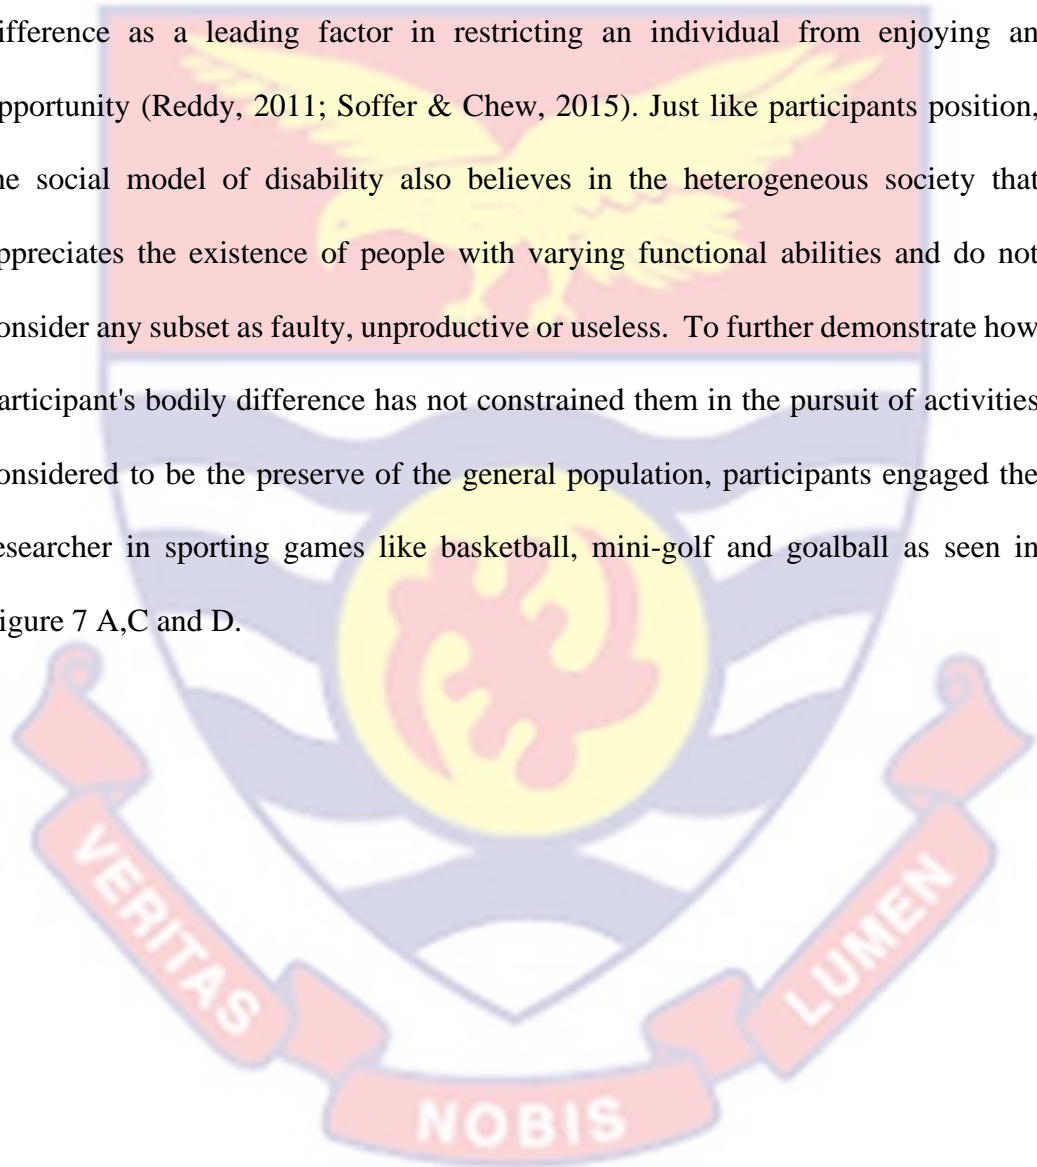 ifference as a leading factor in restricting an individual from enjoying an
pportunity (Reddy, 2011; Soffer & Chew, 2015). Just like participants position,
he social model of disability also believes in the heterogeneous society that
ppreciates the existence of people with varying functional abilities and do not
onsider any subset as faulty, unproductive or useless. To further demonstrate how
articipant's bodily difference has not constrained them in the pursuit of activities
onsidered to be the preserve of the general population, participants engaged the
esearcher in sporting games like basketball, mini-golf and goalball as seen in
igure 7 A,C and D.
VERITAS
NOBIS
LUMEN